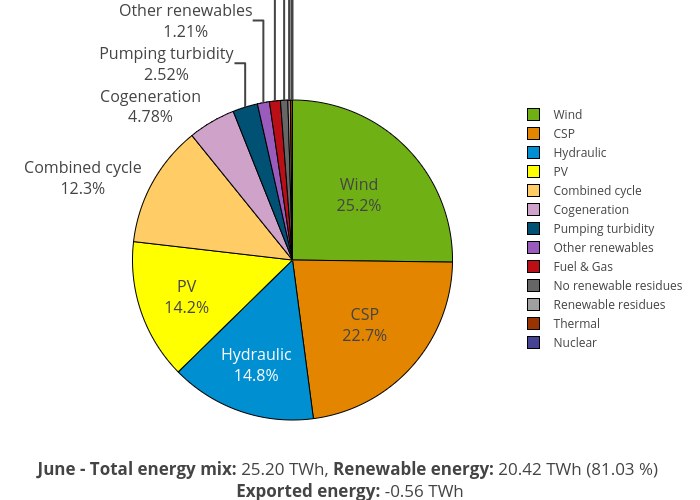 Other renewables
1.21%
Pumping turbidity
2.52%
Cogeneration
4.78%
Combined cycle
12.3%
Wind
25.2%
PV
14.2%
CSP
22.7%
Hydraulic
14.8%
Wind
CSP
Hydraulic
PV
Combined cycle
Cogeneration
Pumping turbidity
Other renewables
Fuel & Gas
No renewable residues
Renewable residues
Thermal
Nuclear
June - Total energy mix: 25.20 TWh, Renewable energy: 20.42 TWh (81.03 %)
Exported energy: -0.56 TWh